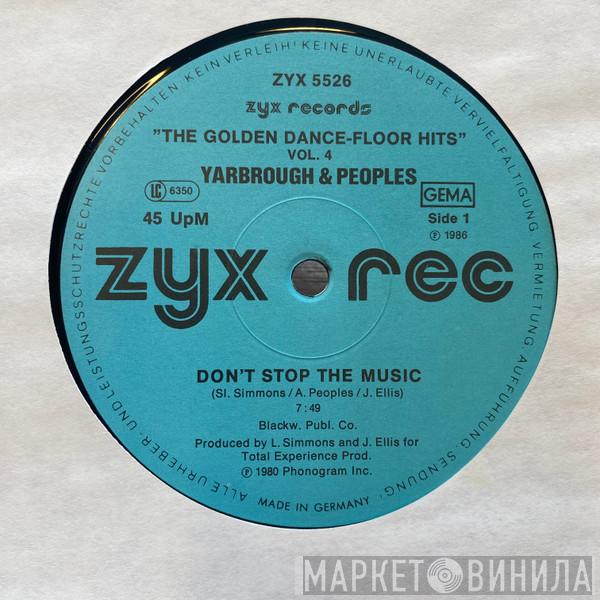 ALLE URHEBER- UND LEISTUNGSSCHUTZRECHTE VORBEHALTEN KEIN VERLEIH! KEINE UNERLAUBTE VERVIELFÄLTIGUNG, VERMIETUNG, AUFFÜHRUNG, SENDUNG!
ZYX 5526
zyx records
"THE GOLDEN DANCE-FLOOR HITS"
VOL. 4
YARBROUGH & PEOPLES
LC 6350
GEMA
45 UpM
Side 1
℗ 1986
zyx rec
DON'T STOP THE MUSIC
(Sl. Simmons / A. Peoples / J. Ellis)
7:49
Blackw. Publ. Co.
Produced by L. Simmons and J. Ellis for
Total Experience Prod.
℗ 1980 Phonogram Inc.
MADE IN GERMANY
МАРКЕТ ВИНИЛА